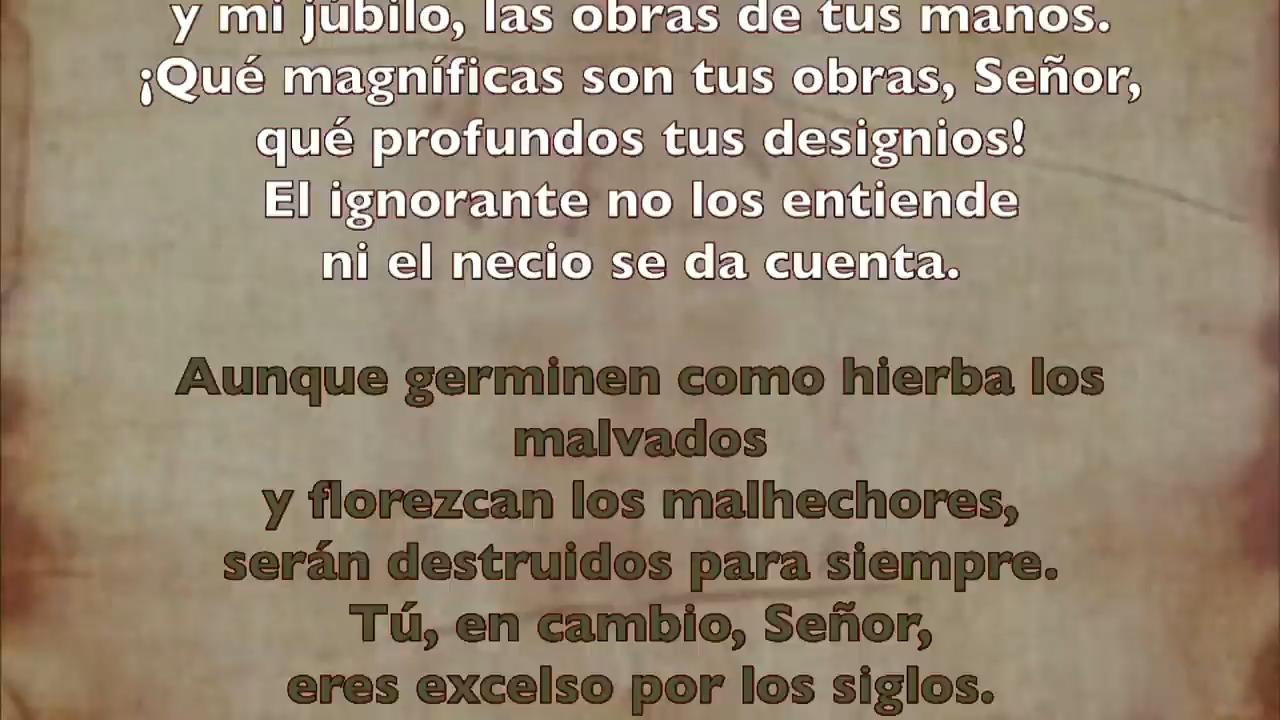 y mi júbilo, las obras de tus manos.
¡Qué magníficas son tus obras, Señor,
qué profundos tus designios!
El ignorante no los entiende
ni el necio se da cuenta.
Aunque germinen como hierba los
malvados
y florezcan los malhechores,
serán destruidos para siempre.
Tú, en cambio, Señor,
eres excelso por los siglos.